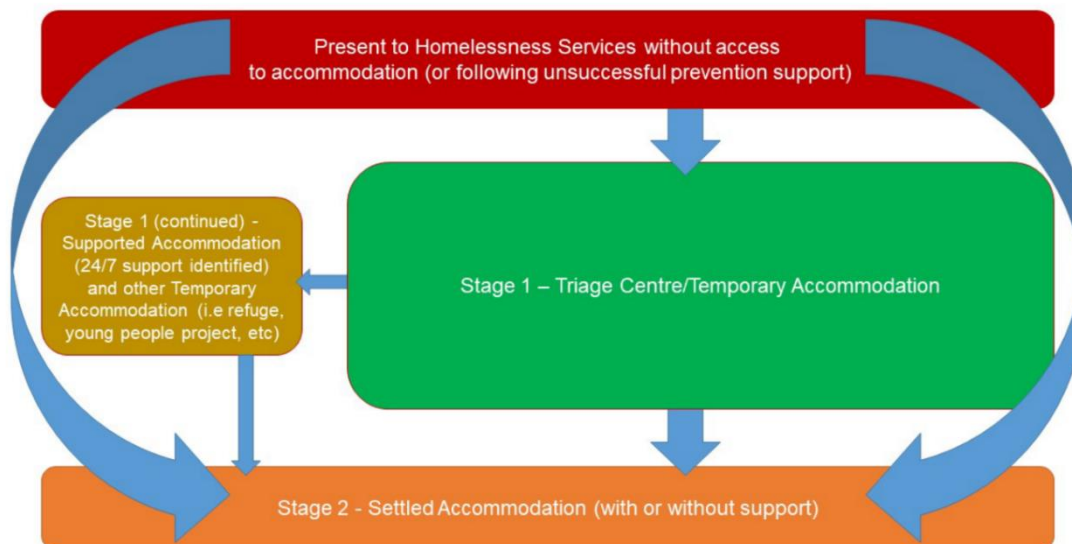 Present to Homelessness Services without access
to accommodation (or following unsuccessful prevention support)
Stage 1 (continued) -
Supported Accommodation
(24/7 support identified)
and other Temporary
Accommodation (i.e refuge,
young people project, etc)
Stage 1 – Triage Centre/Temporary Accommodation
Stage 2 - Settled Accommodation (with or without support)